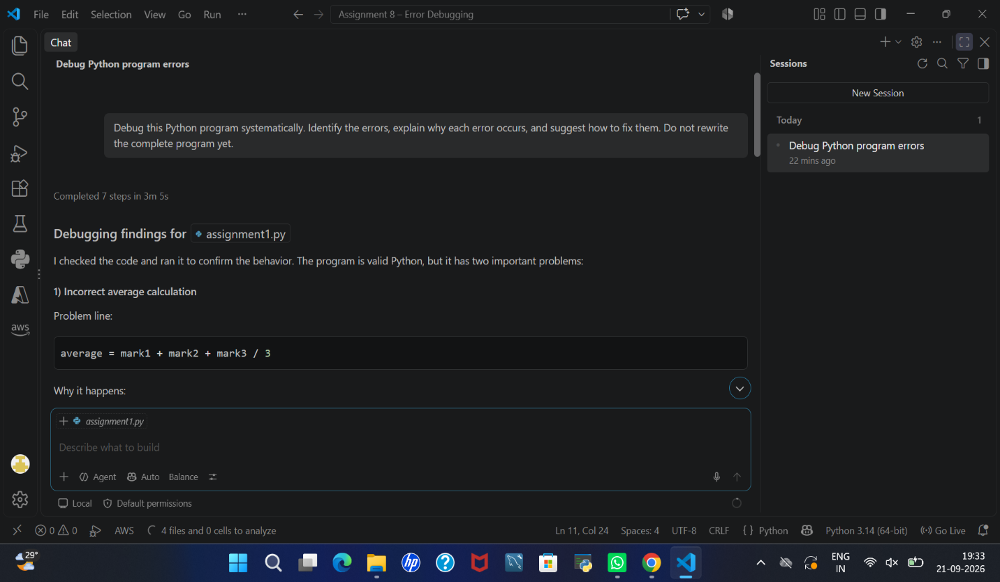 File Edit Selection View Go Run ··· Assignment 8 – Error Debugging
Chat
Debug Python program errors
Debug this Python program systematically. Identify the errors, explain why each error occurs, and suggest how to fix them. Do not rewrite
the complete program yet.
Completed 7 steps in 3m 5s
Debugging findings for assignment1.py
I checked the code and ran it to confirm the behavior. The program is valid Python, but it has two important problems:
1) Incorrect average calculation
Problem line:
average = mark1 + mark2 + mark3 / 3
Why it happens:
assignment1.py
Describe what to build
Agent Auto Balance
Local Default permissions
Sessions
New Session
Today 1
Debug Python program errors
22 mins ago
aws
0 0 AWS 4 files and 0 cells to analyze Ln 11, Col 24 Spaces: 4 UTF-8 CRLF { } Python Python 3.14 (64-bit) Go Live
29°
hp
ENG
IN
19:33
21-09-2026